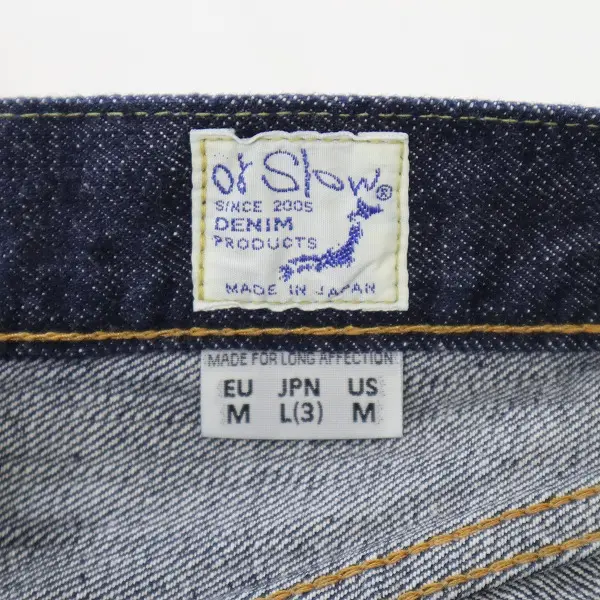 or Slow®
SINCE 2005
DENIM
PRODUCTS
MADE IN JAPAN
MADE FOR LONG AFFECTION
EU JPN US
M L(3) M